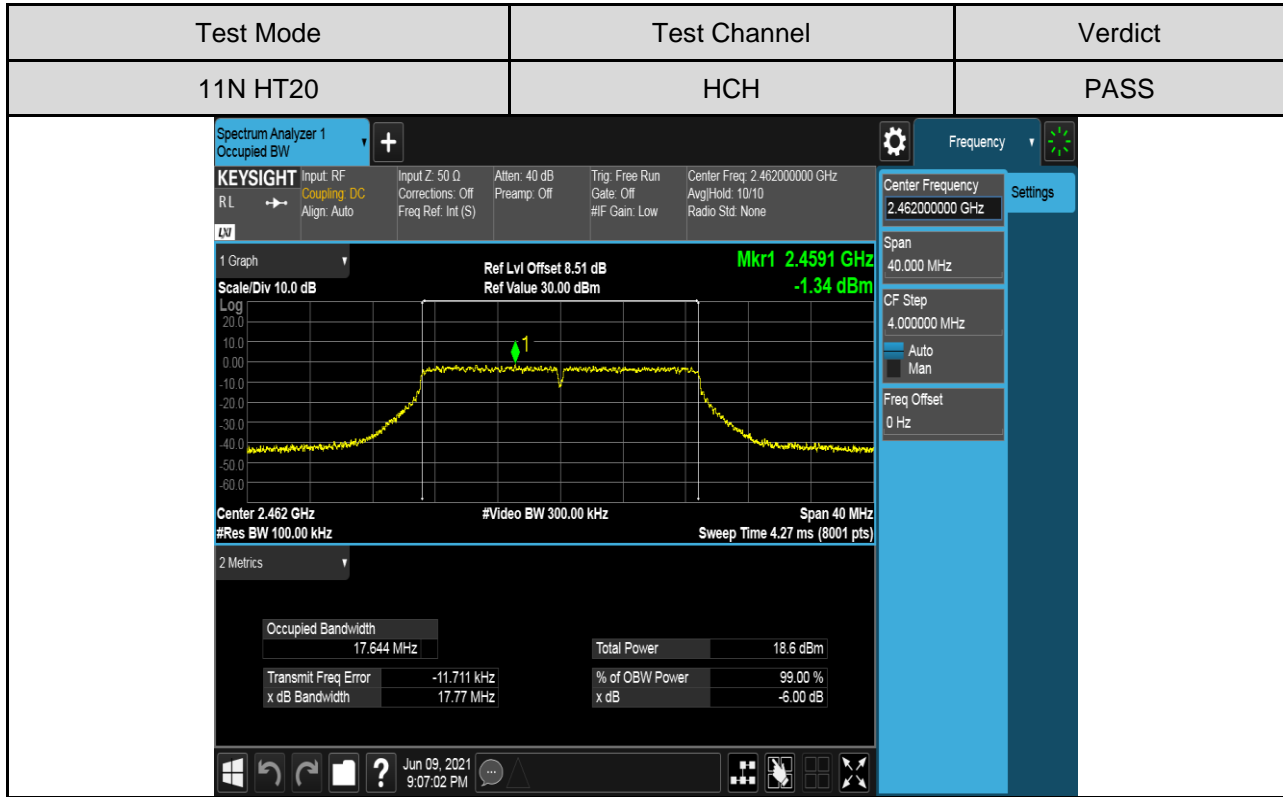 Test Mode Test Channel Verdict
11N HT20 HCH PASS
Spectrum Analyzer 1
Occupied BW
+
Frequency
KEYSIGHT
RL
LXI
Input: RF
Coupling: DC
Align: Auto
Input Z: 50 Ω
Corrections: Off
Freq Ref: Int (S)
Atten: 40 dB
Preamp: Off
Trig: Free Run
Gate: Off
#IF Gain: Low
Center Freq: 2.462000000 GHz
Avg|Hold: 10/10
Radio Std: None
1 Graph
Scale/Div 10.0 dB
Ref Lvl Offset 8.51 dB
Ref Value 30.00 dBm
Mkr1 2.4591 GHz
-1.34 dBm
Log
20.0
10.0
0.00
-10.0
-20.0
-30.0
-40.0
-50.0
-60.0
1
Center 2.462 GHz
#Res BW 100.00 kHz
#Video BW 300.00 kHz
Span 40 MHz
Sweep Time 4.27 ms (8001 pts)
2 Metrics
Occupied Bandwidth
17.644 MHz
Total Power 18.6 dBm
Transmit Freq Error -11.711 kHz
% of OBW Power 99.00 %
x dB Bandwidth 17.77 MHz
x dB -6.00 dB
Center Frequency
2.462000000 GHz
Settings
Span
40.000 MHz
CF Step
4.000000 MHz
Auto
Man
Freq Offset
0 Hz
?
Jun 09, 2021
9:07:02 PM